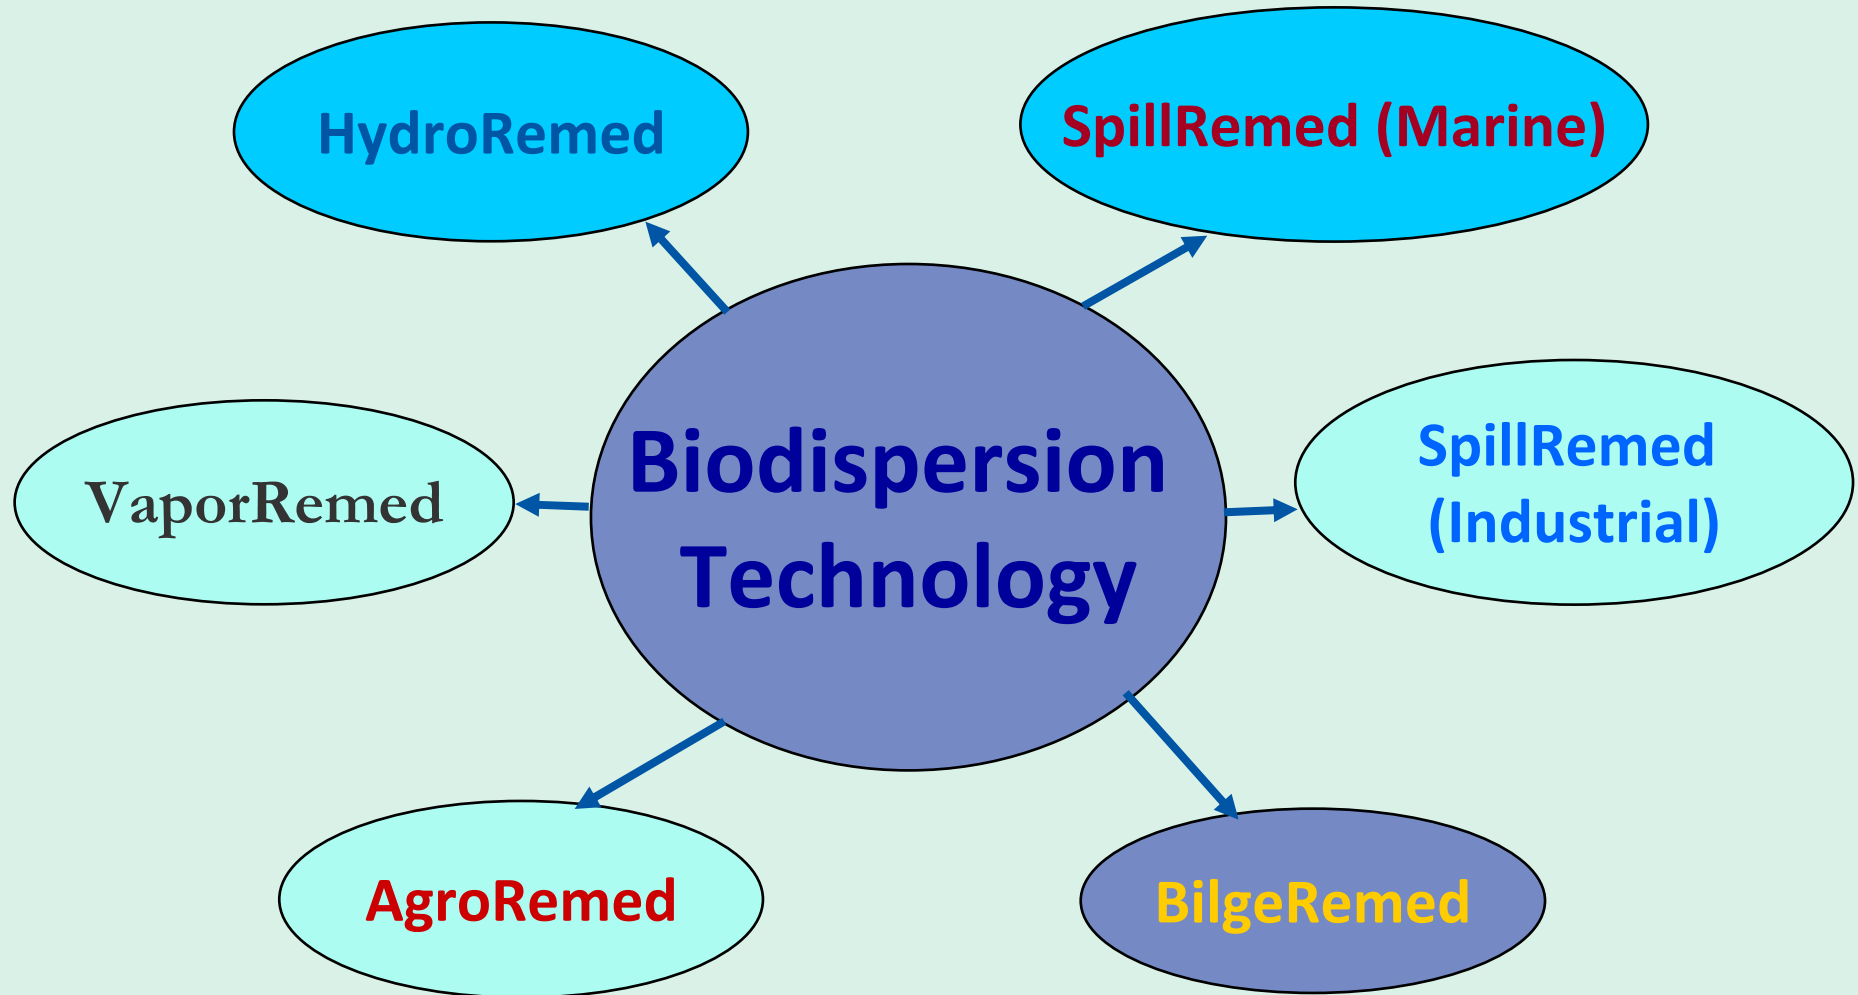 HydroRemed
SpillRemed (Marine)
Biodispersion
Technology
SpillRemed
(Industrial)
VaporRemed
AgroRemed
BilgeRemed